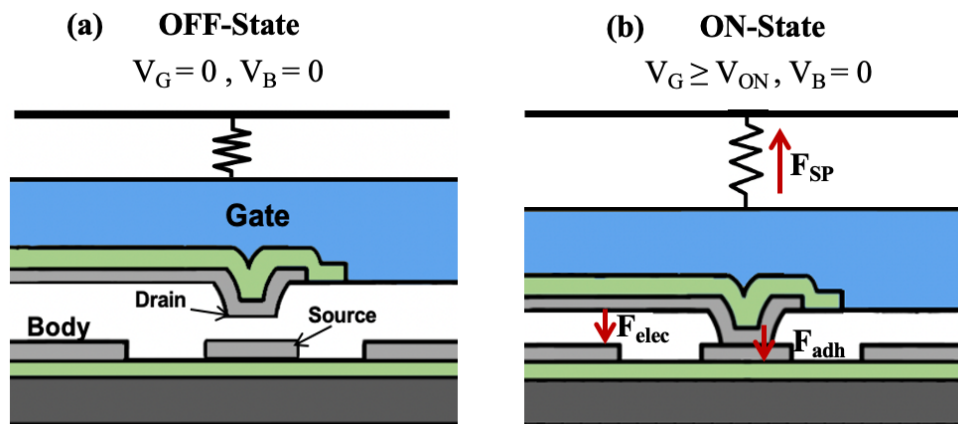 (a) OFF-State
V_G = 0 , V_B = 0
Gate
Drain
Source
Body
(b) ON-State
V_G ≥ V_ON , V_B = 0
F_SP
F_elec
F_adh